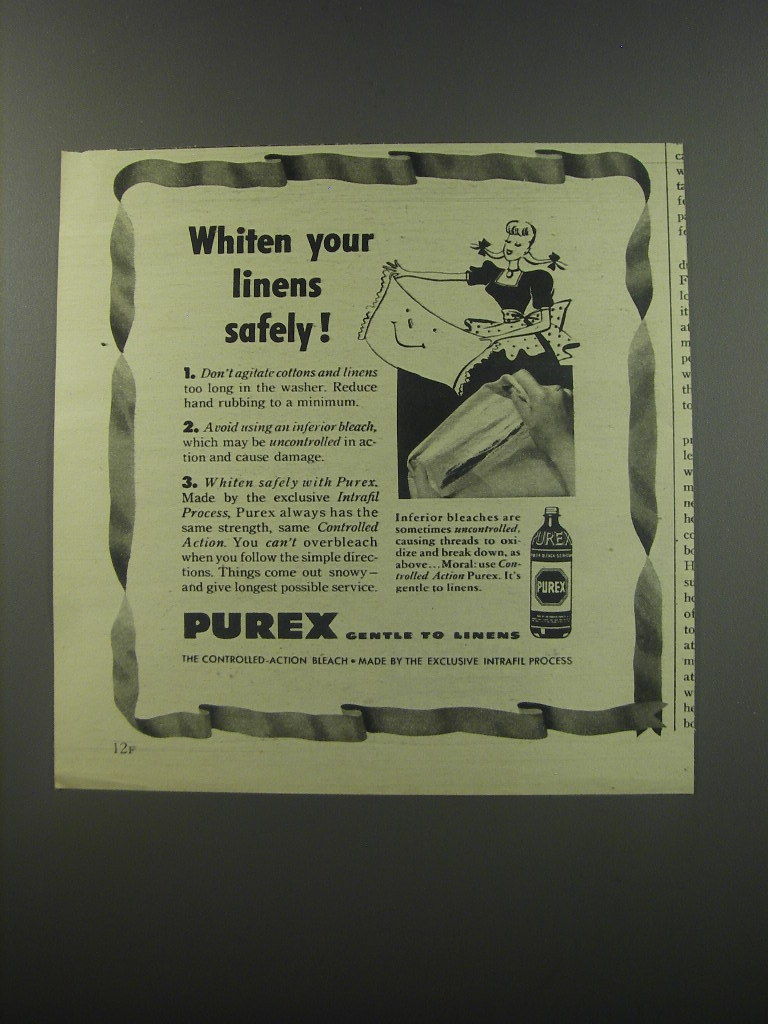 Whiten your
linens
safely!
1. Don't agitate cottons and linens
too long in the washer. Reduce
hand rubbing to a minimum.
2. Avoid using an inferior bleach,
which may be uncontrolled in ac-
tion and cause damage.
3. Whiten safely with Purex.
Made by the exclusive Intrafil
Process, Purex always has the
same strength, same Controlled
Action. You can't overbleach
when you follow the simple direc-
tions. Things come out snowy—
and give longest possible service.
Inferior bleaches are
sometimes uncontrolled,
causing threads to oxi-
dize and break down, as
above... Moral: use Con-
trolled Action Purex. It's
gentle to linens.
PUREX
PUREX
PUREX GENTLE TO LINENS
THE CONTROLLED-ACTION BLEACH • MADE BY THE EXCLUSIVE INTRAFIL PROCESS
12F